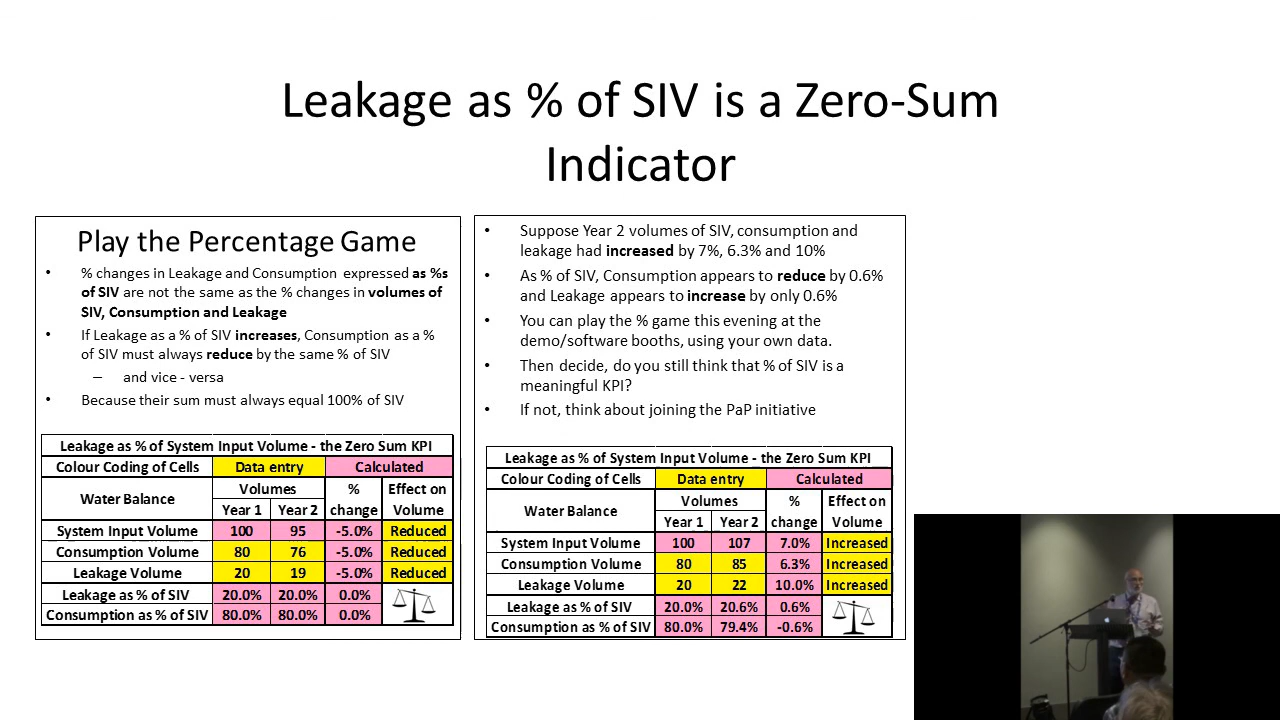 Leakage as % of SIV is a Zero-Sum
Indicator
Play the Percentage Game
• % changes in Leakage and Consumption expressed as %s
of SIV are not the same as the % changes in volumes of
SIV, Consumption and Leakage
• If Leakage as a % of SIV increases, Consumption as a %
of SIV must always reduce by the same % of SIV
– and vice - versa
• Because their sum must always equal 100% of SIV
Leakage as % of System Input Volume - the Zero Sum KPI
Colour Coding of Cells Data entry Calculated
Water Balance Volumes % Effect on
Year 1 Year 2 change Volume
System Input Volume 100 95 -5.0% Reduced
Consumption Volume 80 76 -5.0% Reduced
Leakage Volume 20 19 -5.0% Reduced
Leakage as % of SIV 20.0% 20.0% 0.0%
Consumption as % of SIV 80.0% 80.0% 0.0%
• Suppose Year 2 volumes of SIV, consumption and
leakage had increased by 7%, 6.3% and 10%
• As % of SIV, Consumption appears to reduce by 0.6%
and Leakage appears to increase by only 0.6%
• You can play the % game this evening at the
demo/software booths, using your own data.
• Then decide, do you still think that % of SIV is a
meaningful KPI?
• If not, think about joining the PaP initiative
Leakage as % of System Input Volume - the Zero Sum KPI
Colour Coding of Cells Data entry Calculated
Water Balance Volumes % Effect on
Year 1 Year 2 change Volume
System Input Volume 100 107 7.0% Increased
Consumption Volume 80 85 6.3% Increased
Leakage Volume 20 22 10.0% Increased
Leakage as % of SIV 20.0% 20.6% 0.6%
Consumption as % of SIV 80.0% 79.4% -0.6%